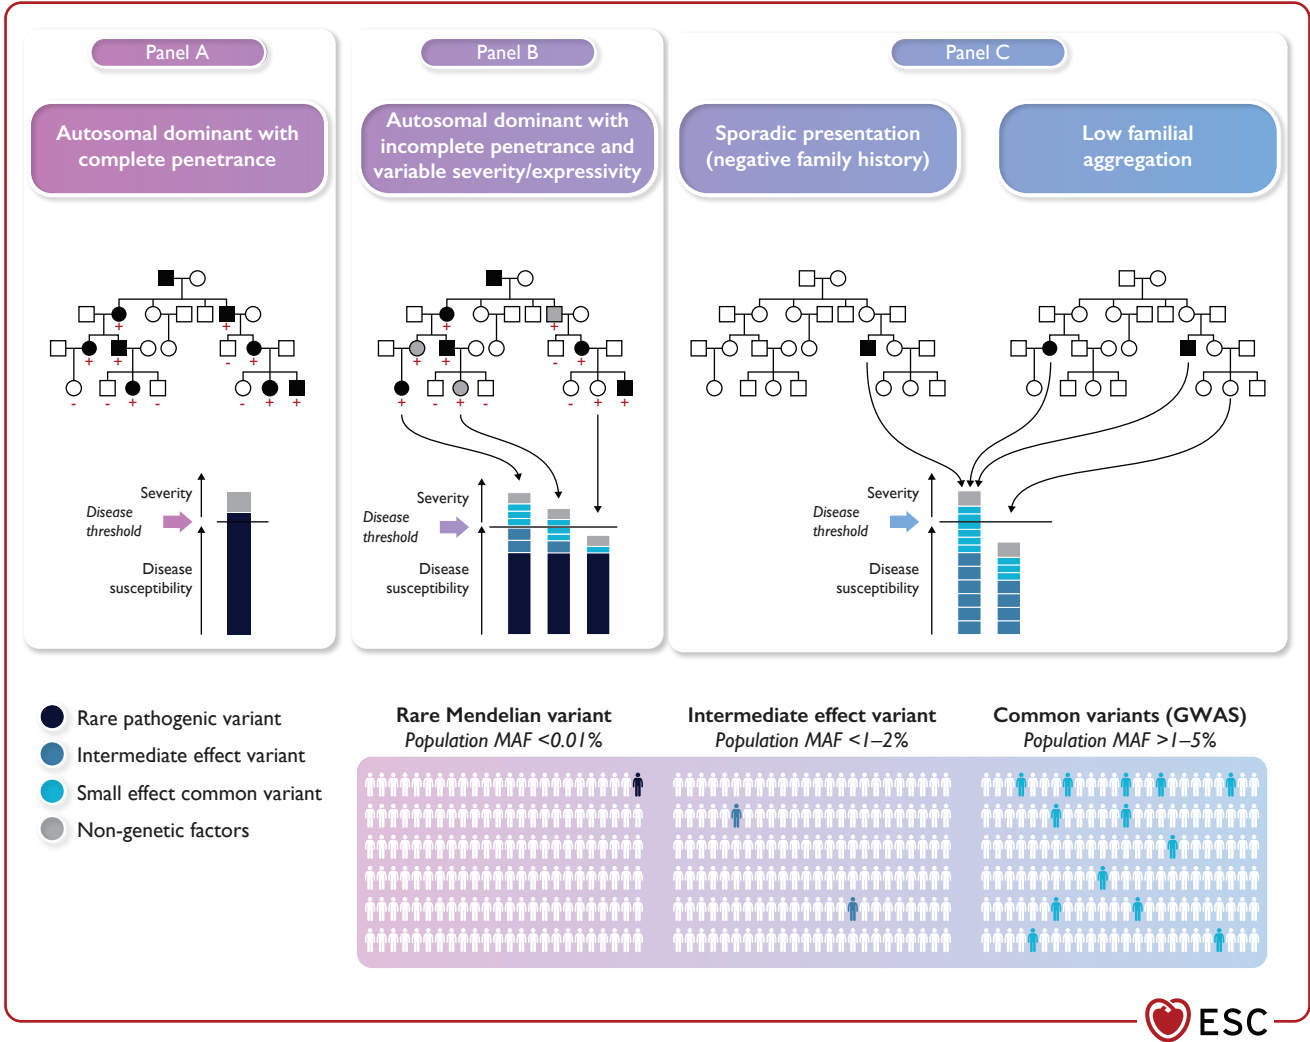 Panel A
Panel B
Panel C
Autosomal dominant with
complete penetrance
Autosomal dominant with
incomplete penetrance and
variable severity/expressivity
Sporadic presentation
(negative family history)
Low familial
aggregation
+
+
+
+
-
+
-
-
+
-
-
+
+
+
+
+
+
-
+
+
-
+
-
-
+
+
Severity
Disease
threshold
Disease
susceptibility
Severity
Disease
threshold
Disease
susceptibility
Severity
Disease
threshold
Disease
susceptibility
Rare pathogenic variant
Intermediate effect variant
Small effect common variant
Non-genetic factors
Rare Mendelian variant
Population MAF <0.01%
Intermediate effect variant
Population MAF <1–2%
Common variants (GWAS)
Population MAF >1–5%
ESC